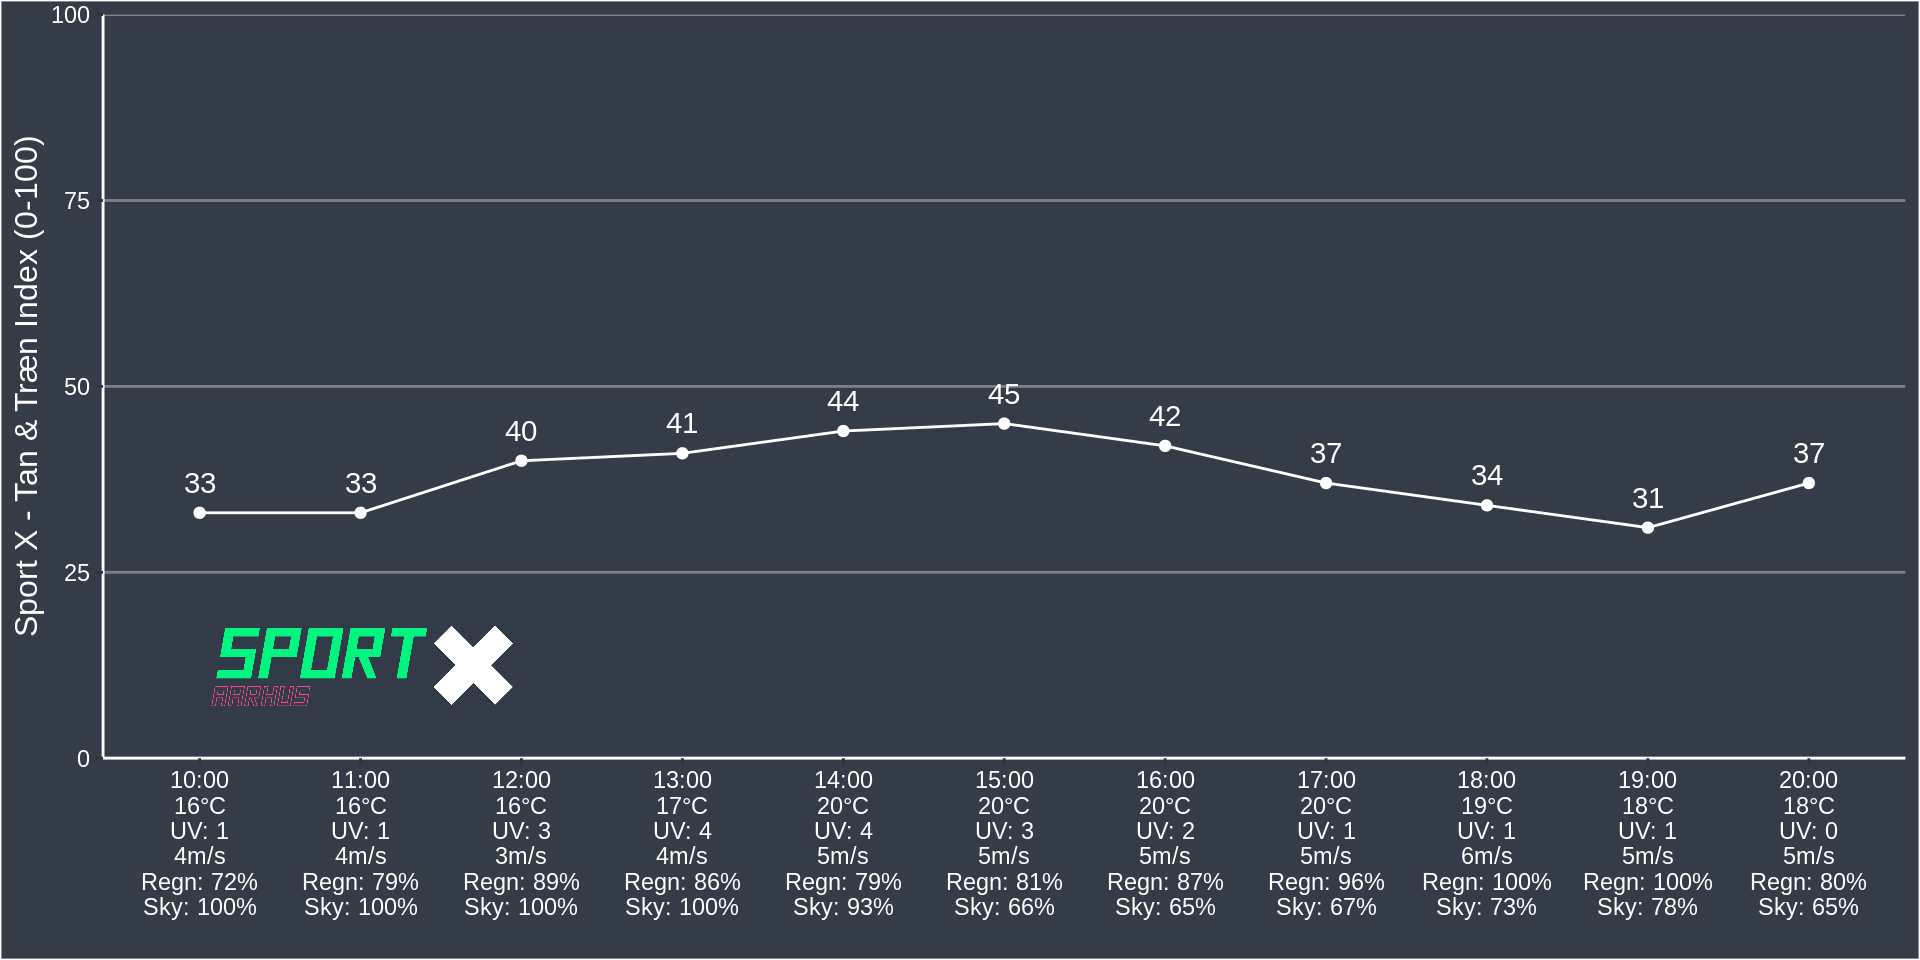 100
75
50
25
0
Sport X - Tan & Træn Index (0-100)
33
33
40
41
44
45
42
37
34
31
37
SPORT X
AARHUS
10:00 11:00 12:00 13:00 14:00 15:00 16:00 17:00 18:00 19:00 20:00
16°C 16°C 16°C 17°C 20°C 20°C 20°C 20°C 19°C 18°C 18°C
UV: 1 UV: 1 UV: 3 UV: 4 UV: 4 UV: 3 UV: 2 UV: 1 UV: 1 UV: 1 UV: 0
4m/s 4m/s 3m/s 4m/s 5m/s 5m/s 5m/s 5m/s 6m/s 5m/s 5m/s
Regn: 72% Regn: 79% Regn: 89% Regn: 86% Regn: 79% Regn: 81% Regn: 87% Regn: 96% Regn: 100% Regn: 100% Regn: 80%
Sky: 100% Sky: 100% Sky: 100% Sky: 100% Sky: 93% Sky: 66% Sky: 65% Sky: 67% Sky: 73% Sky: 78% Sky: 65%